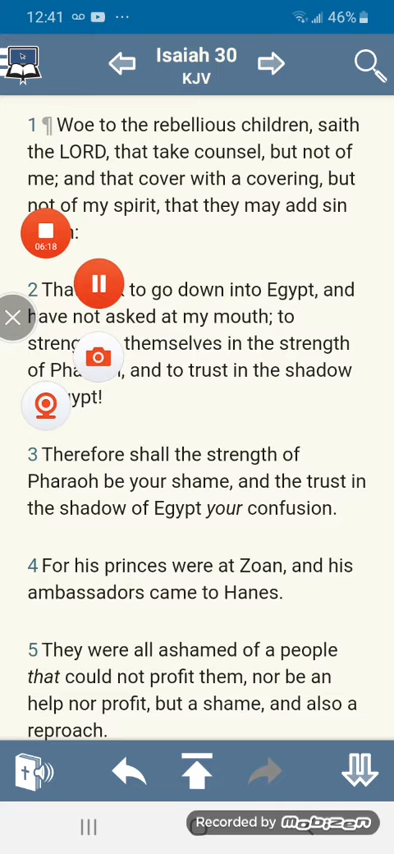 12:41 46%
Isaiah 30
KJV
1 ¶ Woe to the rebellious children, saith
the LORD, that take counsel, but not of
me; and that cover with a covering, but
not of my spirit, that they may add sin
06:18
2 to go down into Egypt, and
have not asked at my mouth; to
themselves in the strength
of and to trust in the shadow
3 Therefore shall the strength of
Pharaoh be your shame, and the trust in
the shadow of Egypt your confusion.
4 For his princes were at Zoan, and his
ambassadors came to Hanes.
5 They were all ashamed of a people
that could not profit them, nor be an
help nor profit, but a shame, and also a
reproach.
Recorded by mobizen